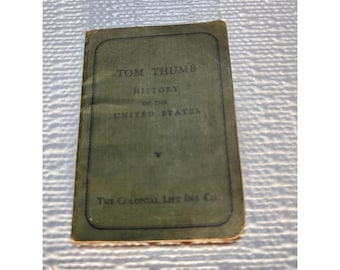 TOM THUMB
HISTORY
OF THE
UNITED STATES
THE COLONIAL LIFE INS. CO.